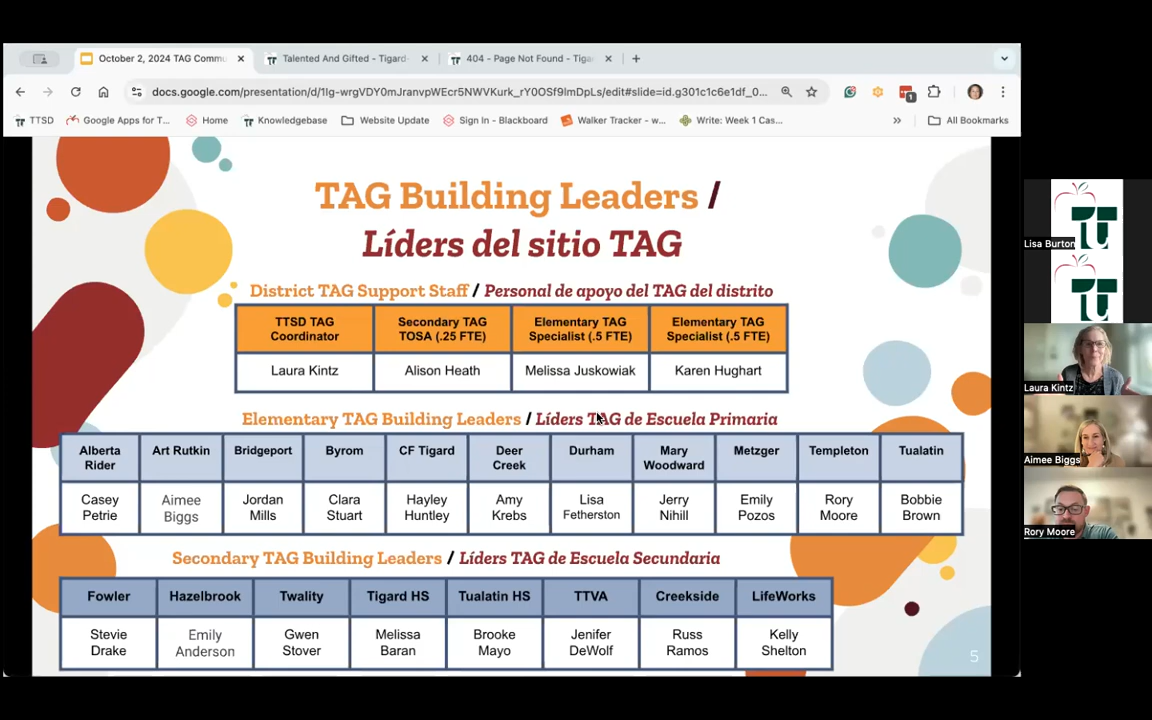 October 2, 2024 TAG Commu
Talented And Gifted - Tigard-
404 - Page Not Found - Tiga
docs.google.com/presentation/d/1lg-wrgVDY0mJranvpWEcr5NWVKurk_rY0OSf9lmDpLs/edit#slide=id.g301c1c6e1df_0...
TTSD
Google Apps for T...
Home
Knowledgebase
Website Update
Sign In - Blackboard
Walker Tracker - w...
Write: Week 1 Cas...
All Bookmarks
TAG Building Leaders /
Líders del sitio TAG
District TAG Support Staff / Personal de apoyo del TAG del distrito
TTSD TAG Coordinator
Secondary TAG TOSA (.25 FTE)
Elementary TAG Specialist (.5 FTE)
Elementary TAG Specialist (.5 FTE)
Laura Kintz
Alison Heath
Melissa Juskowiak
Karen Hughart
Elementary TAG Building Leaders / Líders TAG de Escuela Primaria
Alberta Rider
Art Rutkin
Bridgeport
Byrom
CF Tigard
Deer Creek
Durham
Mary Woodward
Metzger
Templeton
Tualatin
Casey Petrie
Aimee Biggs
Jordan Mills
Clara Stuart
Hayley Huntley
Amy Krebs
Lisa Fetherston
Jerry Nihill
Emily Pozos
Rory Moore
Bobbie Brown
Secondary TAG Building Leaders / Líders TAG de Escuela Secundaria
Fowler
Hazelbrook
Twality
Tigard HS
Tualatin HS
TTVA
Creekside
LifeWorks
Stevie Drake
Emily Anderson
Gwen Stover
Melissa Baran
Brooke Mayo
Jenifer DeWolf
Russ Ramos
Kelly Shelton
5
Lisa Burton
Laura Kintz
Aimee Biggs
Rory Moore